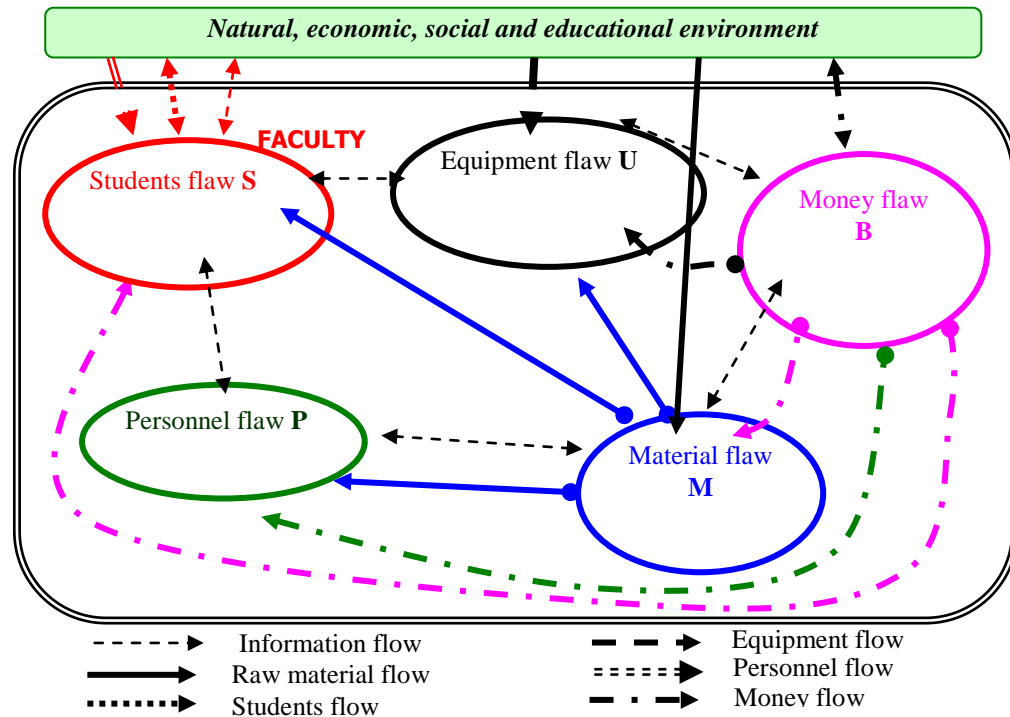 Natural, economic, social and educational environment
FACULTY
Students flaw S
Equipment flaw U
Money flaw
B
Personnel flaw P
Material flaw
M
Information flow
Raw material flow
Students flow
Equipment flow
Personnel flow
Money flow